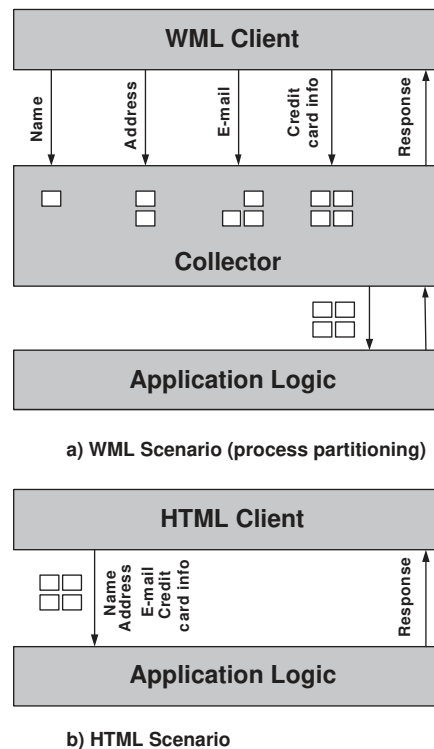 WML Client
Name
Address
E-mail
Credit
card info
Response
Collector
Application Logic
a) WML Scenario (process partitioning)
HTML Client
Name
Address
E-mail
Credit
card info
Response
Application Logic
b) HTML Scenario